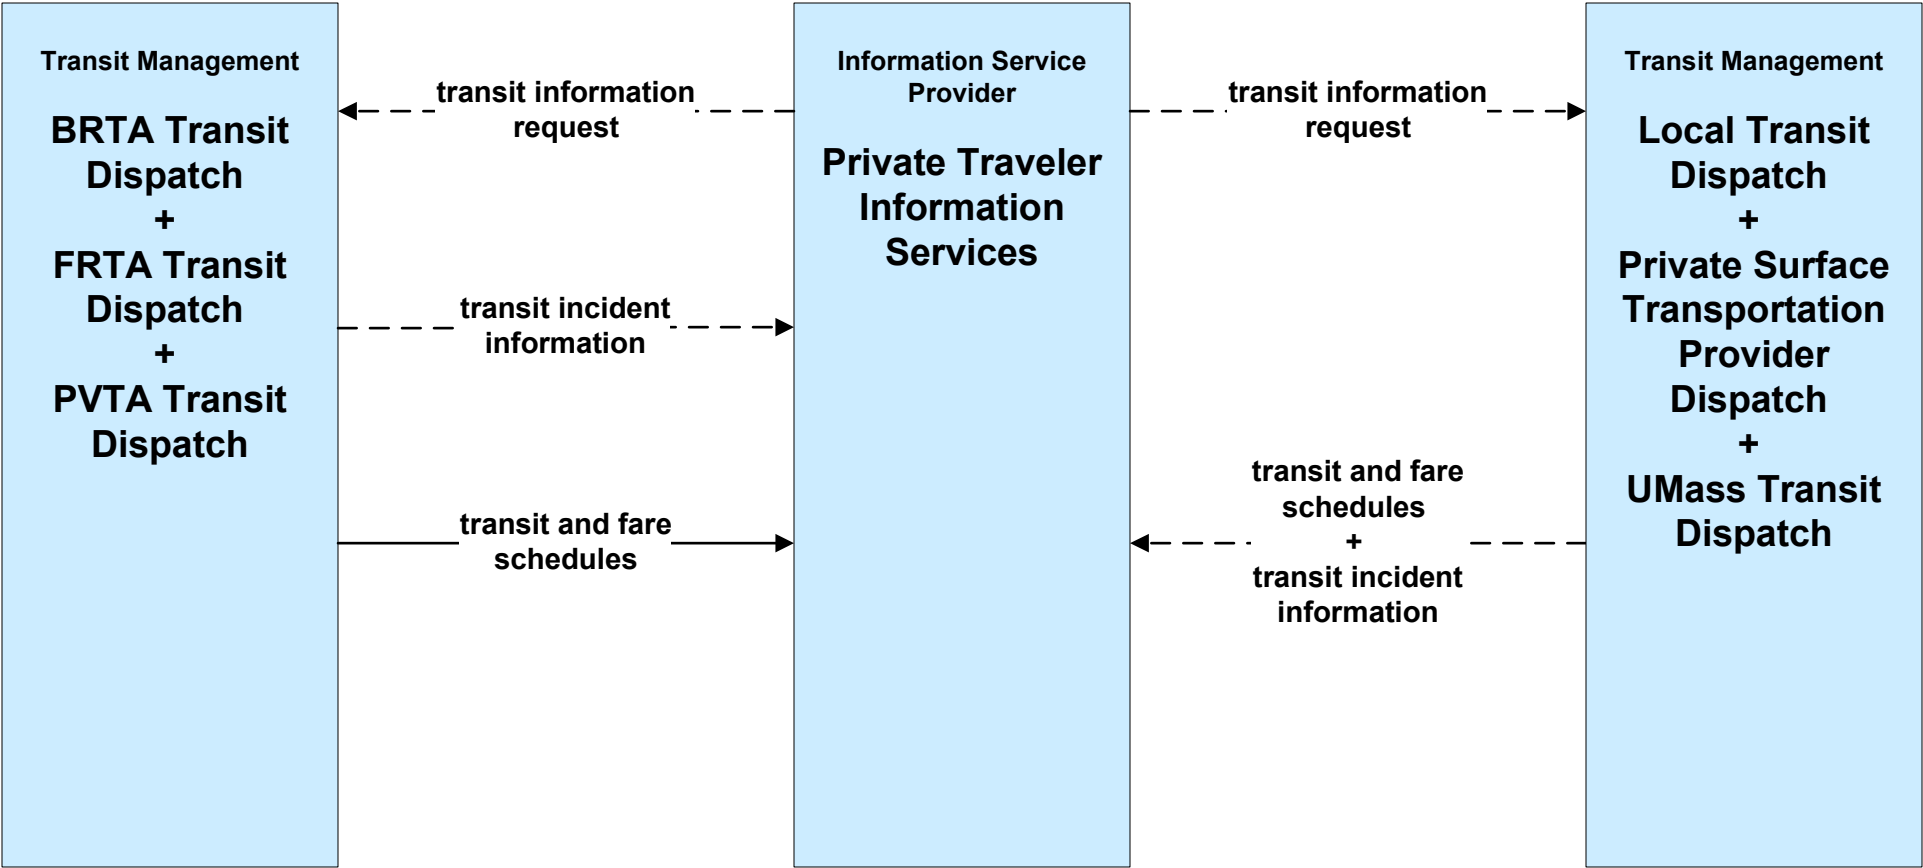 Transit Management
BRTA Transit
Dispatch
+
FRTA Transit
Dispatch
+
PVTA Transit
Dispatch
transit information
request
transit incident
information
transit and fare
schedules
Information Service
Provider
Private Traveler
Information
Services
transit information
request
transit and fare
schedules
+
transit incident
information
Transit Management
Local Transit
Dispatch
+
Private Surface
Transportation
Provider
Dispatch
+
UMass Transit
Dispatch